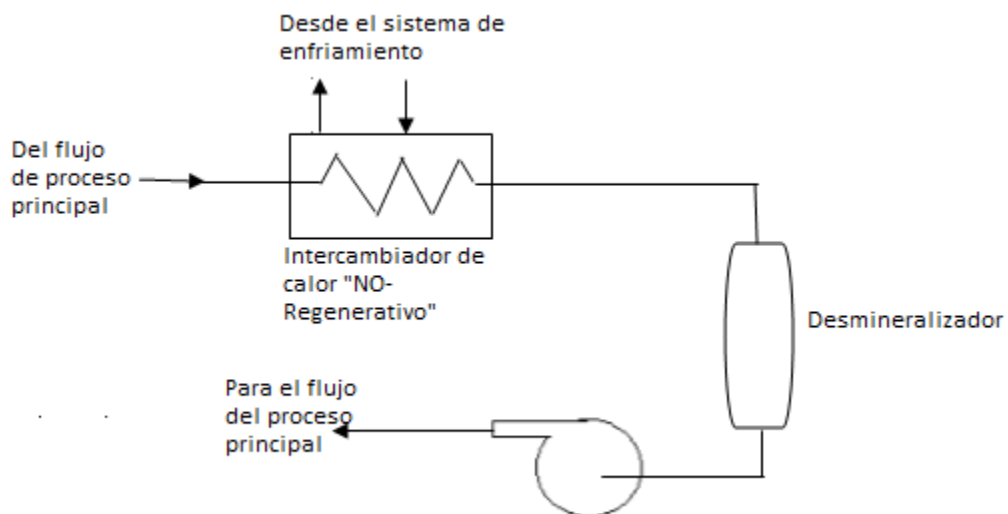 Desde el sistema de
enfriamiento
Del flujo
de proceso
principal
Intercambiador de
calor "NO-
Regenerativo"
Desmineralizador
Para el flujo
del proceso
principal